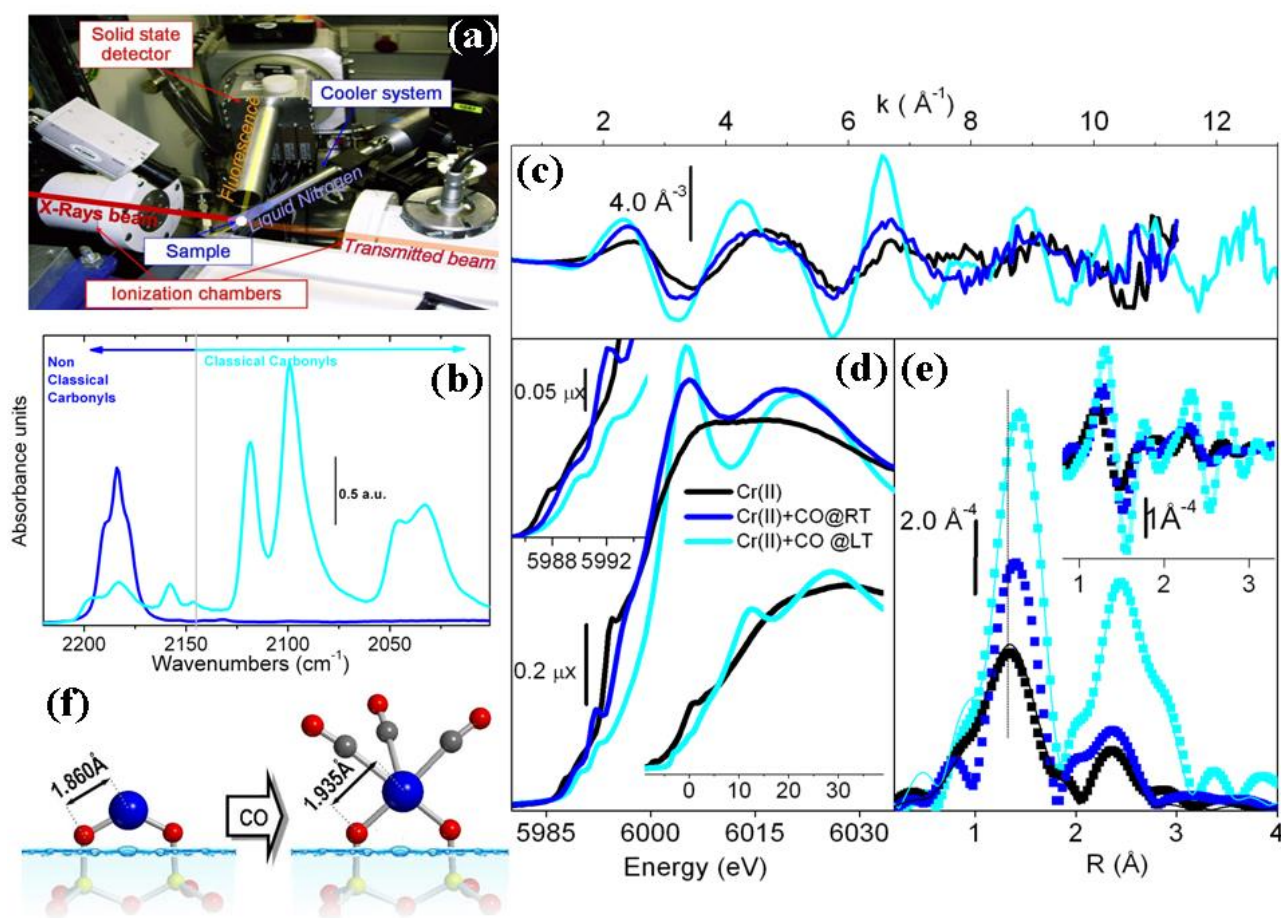 (a)
Solid state
detector
Cooler system
Fluorescence
Liquid Nitrogen
X-Rays beam
Sample
Transmitted beam
Ionization chambers
(b)
Non
Classical
Carbonyls
Classical Carbonyls
0.5 a.u.
Absorbance units
2200 2150 2100 2050
Wavenumbers (cm⁻¹)
(c)
k ( Å⁻¹)
2 4 6 8 10 12
4.0 Å⁻³
(d)
0.05 μX
5988 5992
Cr(II)
Cr(II)+CO@RT
Cr(II)+CO @LT
0.2 μX
0 10 20 30
5985 6000 6015 6030
Energy (eV)
(e)
2.0 Å⁻⁴
1Å⁻⁴
1 2 3
1 2 3 4
R (Å)
(f)
1.860Å
CO
1.935Å